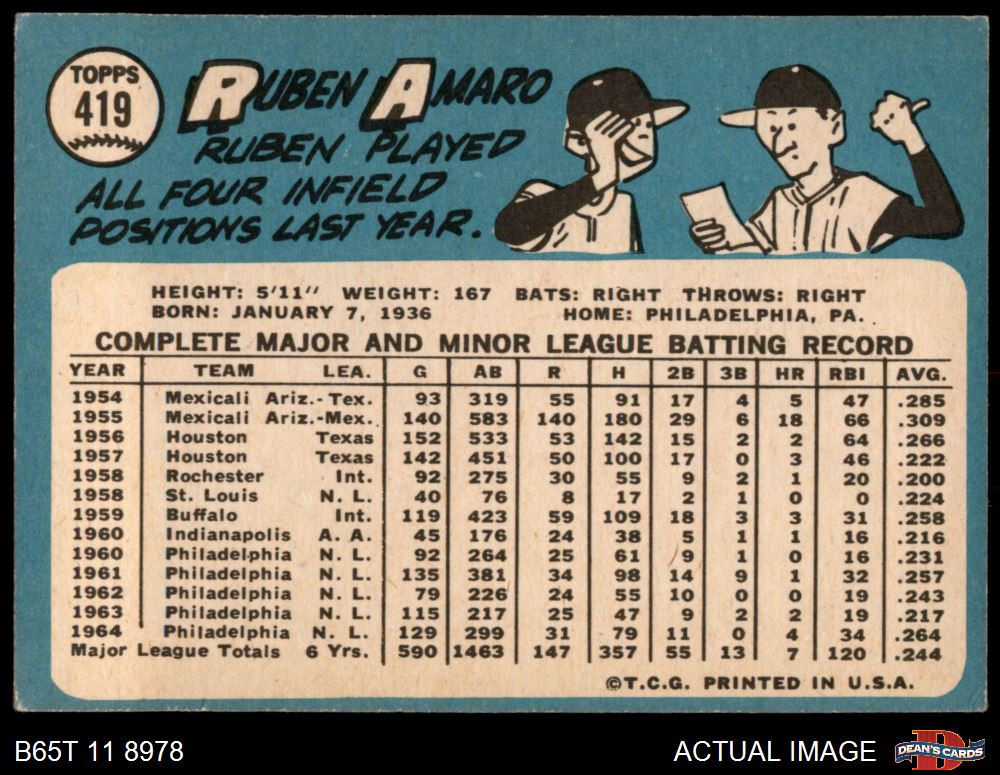 TOPPS
419
RUBEN AMARO
RUBEN PLAYED
ALL FOUR INFIELD
POSITIONS LAST YEAR.
HEIGHT: 5'11" WEIGHT: 167 BATS: RIGHT THROWS: RIGHT
BORN: JANUARY 7, 1936 HOME: PHILADELPHIA, PA.
COMPLETE MAJOR AND MINOR LEAGUE BATTING RECORD
YEAR TEAM LEA. G AB R H 2B 3B HR RBI AVG.
1954 Mexicali Ariz.-Tex. 93 319 55 91 17 4 5 47 .285
1955 Mexicali Ariz.-Mex. 140 583 140 180 29 6 18 66 .309
1956 Houston Texas 152 533 53 142 15 2 2 64 .266
1957 Houston Texas 142 451 50 100 17 0 3 46 .222
1958 Rochester Int. 92 275 30 55 9 2 1 20 .200
1958 St. Louis N. L. 40 76 8 17 2 1 0 0 .224
1959 Buffalo Int. 119 423 59 109 18 3 3 31 .258
1960 Indianapolis A. A. 45 176 24 38 5 1 1 16 .216
1960 Philadelphia N. L. 92 264 25 61 9 1 0 16 .231
1961 Philadelphia N. L. 135 381 34 98 14 9 1 32 .257
1962 Philadelphia N. L. 79 226 24 55 10 0 0 19 .243
1963 Philadelphia N. L. 115 217 25 47 9 2 2 19 .217
1964 Philadelphia N. L. 129 299 31 79 11 0 4 34 .264
Major League Totals 6 Yrs. 590 1463 147 357 55 13 7 120 .244
©T.C.G. PRINTED IN U.S.A.
B65T 11 8978 ACTUAL IMAGE DEAN'S CARDS